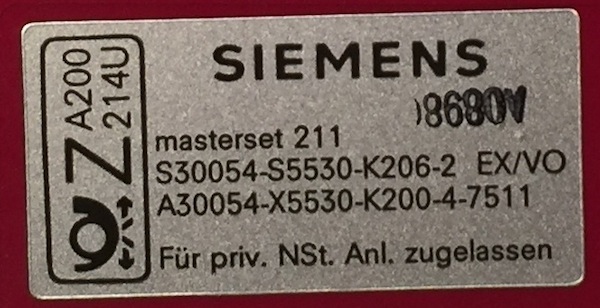 SIEMENS
masterset 211
S30054-S5530-K206-2 EX/VO
A30054-X5530-K200-4-7511
Für priv. NSt. Anl. zugelassen
Z
A200
214U